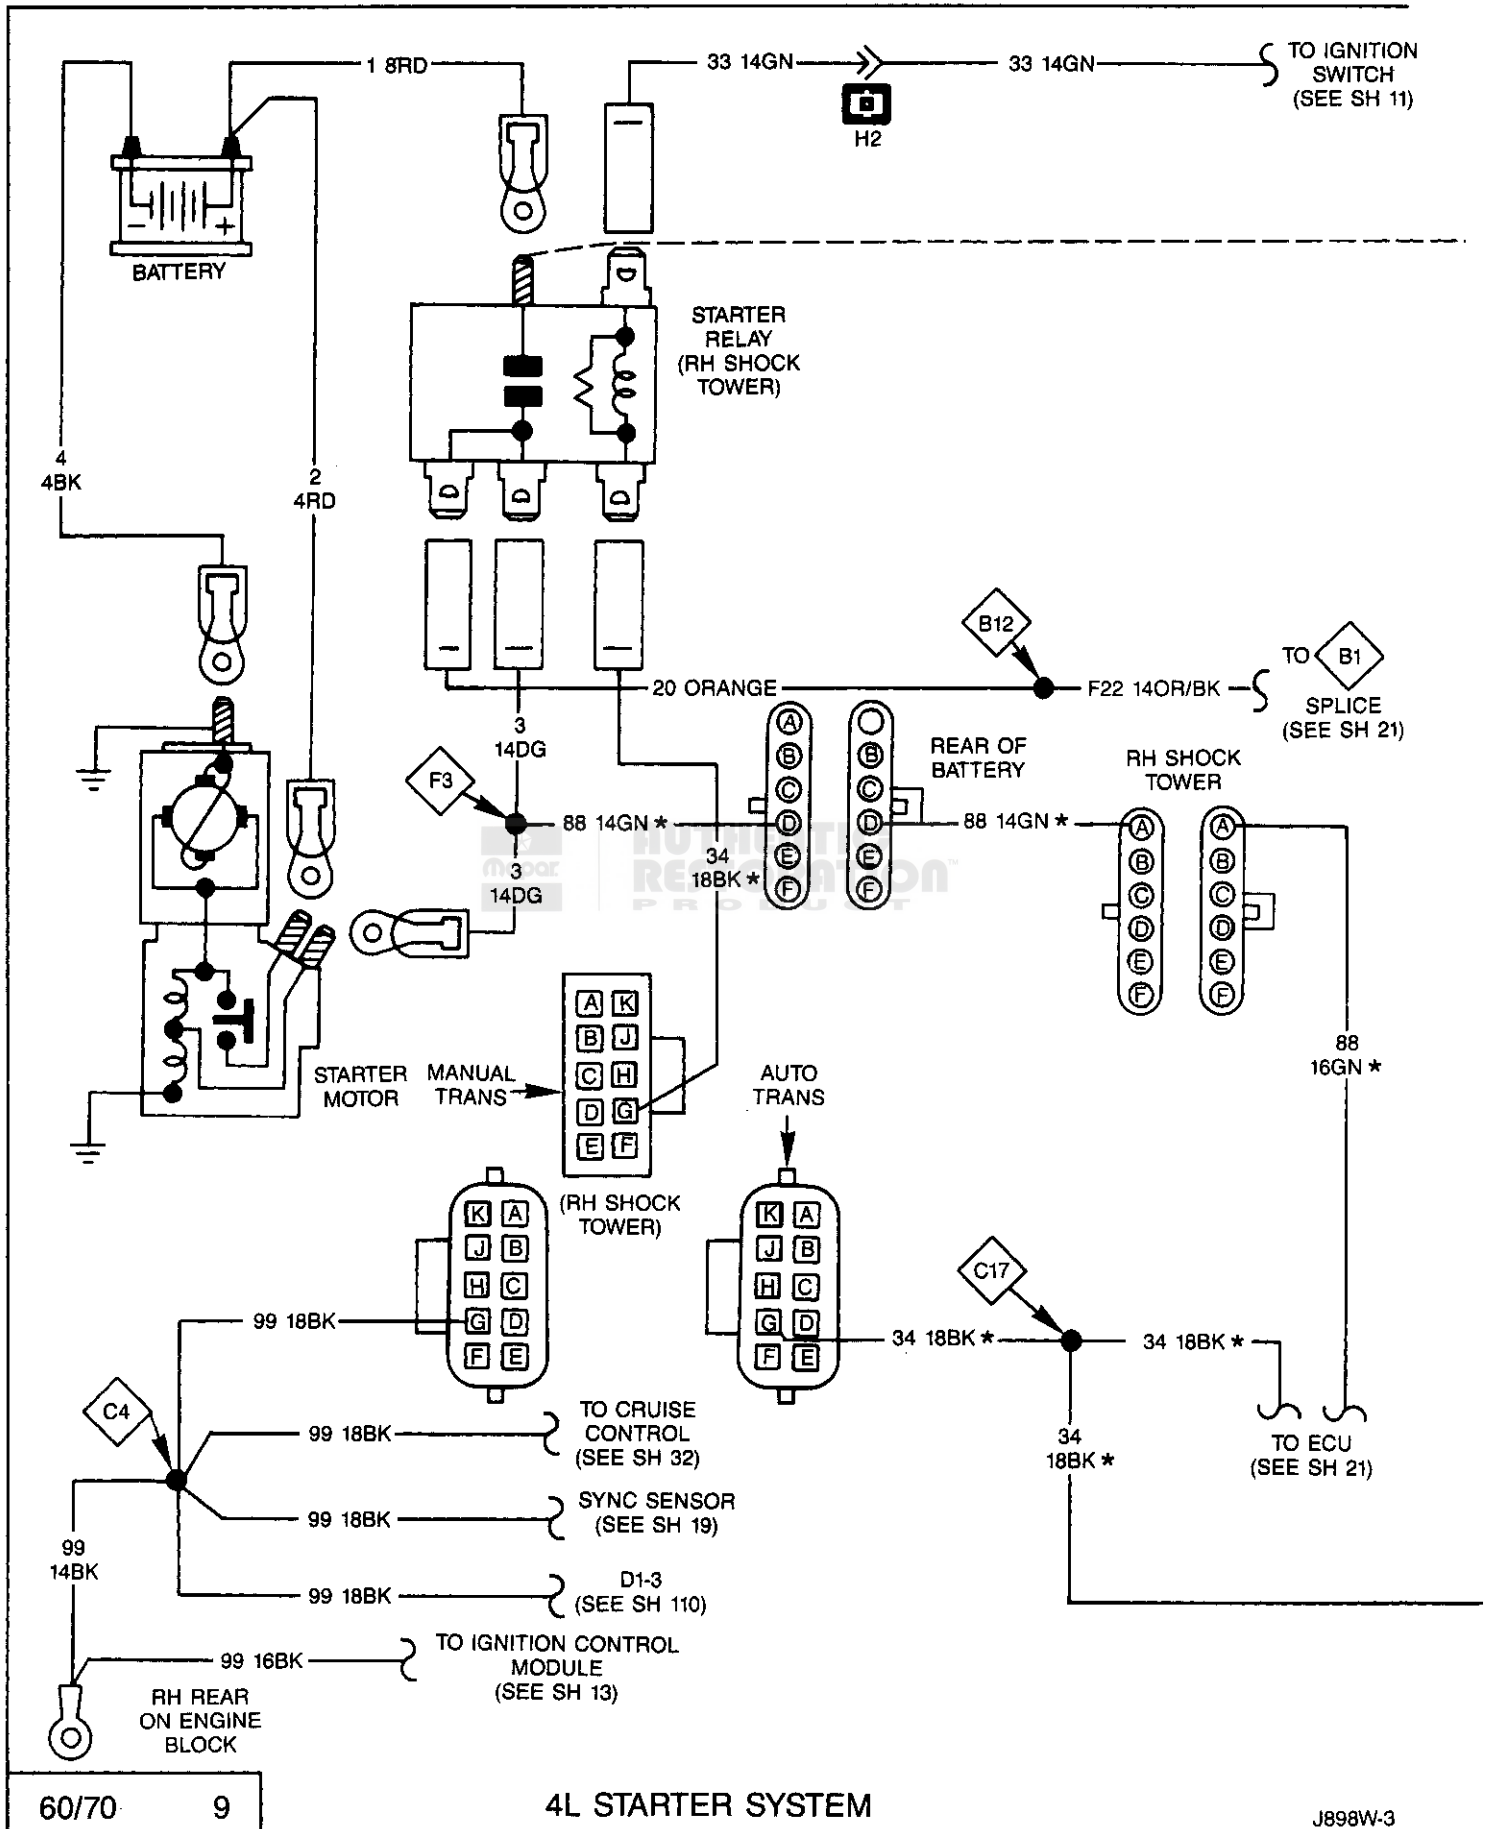 1 8RD
33 14GN
33 14GN
TO IGNITION
SWITCH
(SEE SH 11)
H2
- +
BATTERY
STARTER
RELAY
(RH SHOCK
TOWER)
4
4BK
2
4RD
B12
TO B1
SPLICE
(SEE SH 21)
20 ORANGE
F22 14OR/BK
3
14DG
F3
88 14GN *
A
B
C
D
E
F
B
C
D
E
F
REAR OF
BATTERY
88 14GN *
RH SHOCK
TOWER
A
B
C
D
E
F
A
B
C
D
E
F
Mopar
AUTHENTIC
RESTORATION™
PRODUCT
34
18BK *
3
14DG
88
16GN *
STARTER
MOTOR
MANUAL
TRANS
A K
B J
C H
D G
E F
(RH SHOCK
TOWER)
AUTO
TRANS
K A
J B
H C
G D
F E
K A
J B
H C
G D
F E
99 18BK
C17
34 18BK *
34 18BK *
C4
99 18BK
TO CRUISE
CONTROL
(SEE SH 32)
34
18BK *
TO ECU
(SEE SH 21)
99 18BK
SYNC SENSOR
(SEE SH 19)
99
14BK
99 18BK
D1-3
(SEE SH 110)
99 16BK
TO IGNITION CONTROL
MODULE
(SEE SH 13)
RH REAR
ON ENGINE
BLOCK
60/70 9
4L STARTER SYSTEM
J898W-3